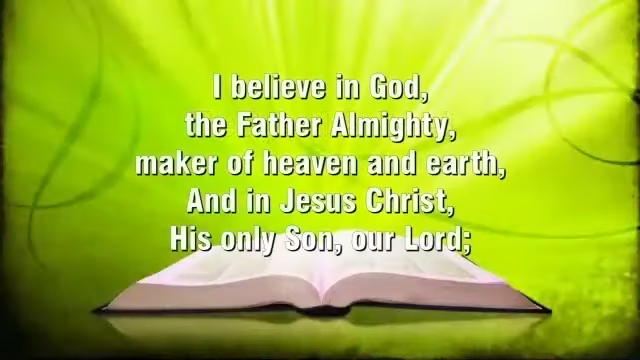 I believe in God,
the Father Almighty,
maker of heaven and earth,
And in Jesus Christ,
His only Son, our Lord;